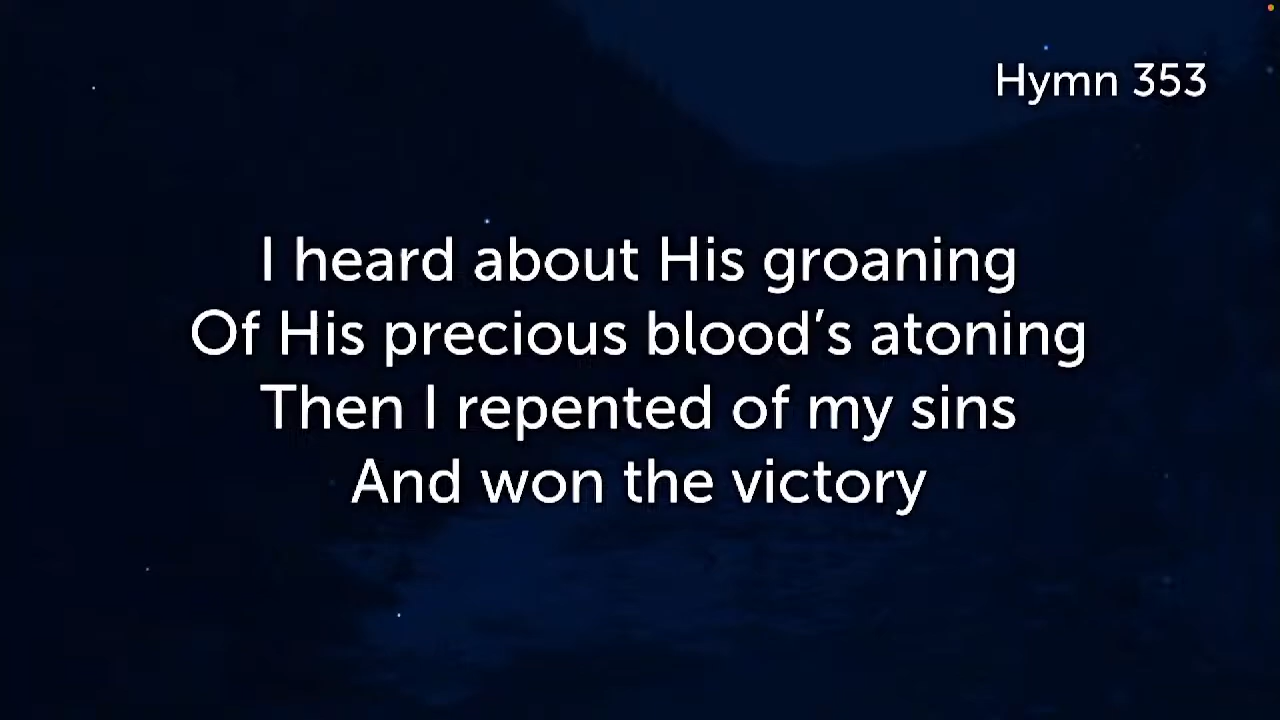 Hymn 353
I heard about His groaning
Of His precious blood’s atoning
Then I repented of my sins
And won the victory